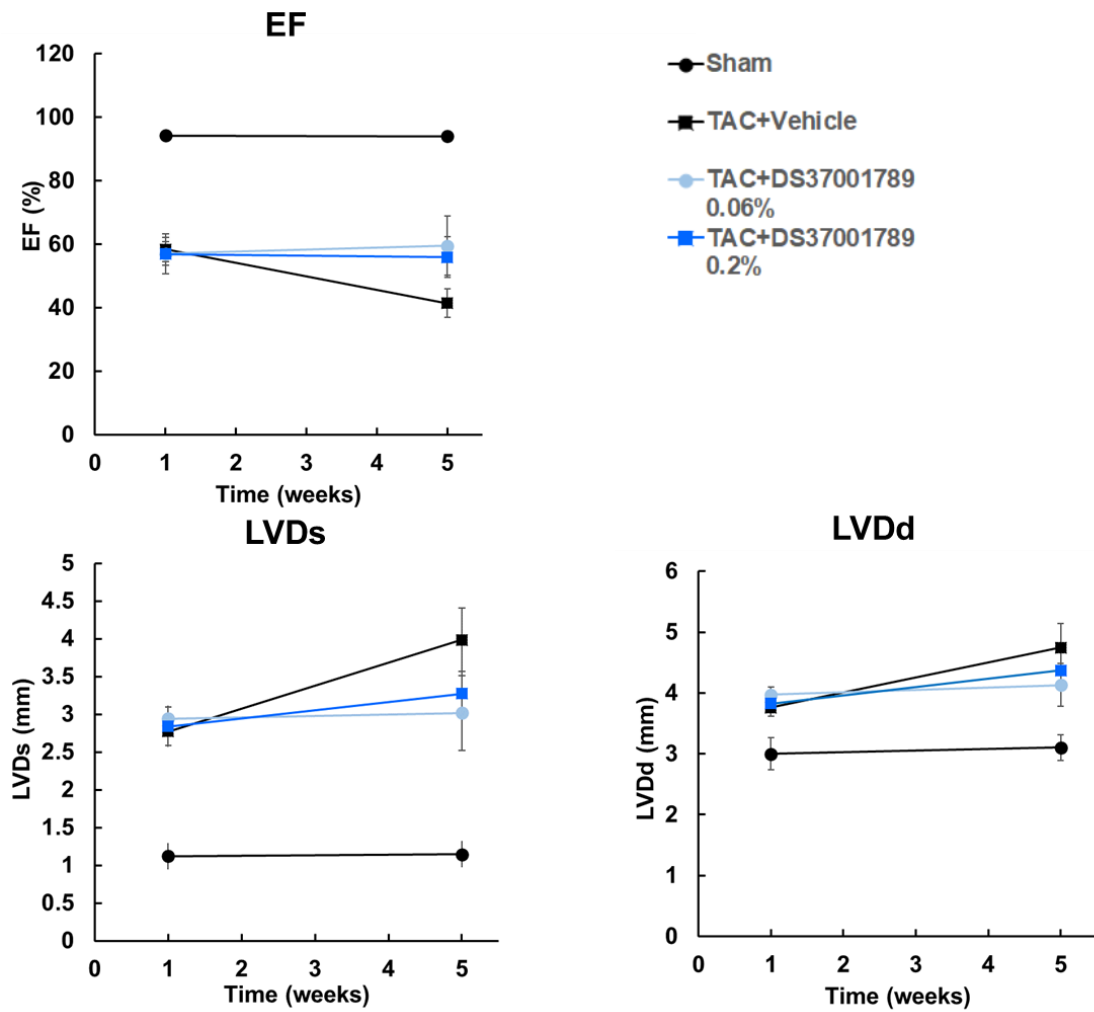 EF
120
100
80
60
40
20
0
EF (%)
0 1 2 3 4 5
Time (weeks)
Sham
TAC+Vehicle
TAC+DS37001789
0.06%
TAC+DS37001789
0.2%
LVDs
5
4.5
4
3.5
3
2.5
2
1.5
1
0.5
0
LVDs (mm)
0 1 2 3 4 5
Time (weeks)
LVDd
6
5
4
3
2
1
0
LVDd (mm)
0 1 2 3 4 5
Time (weeks)